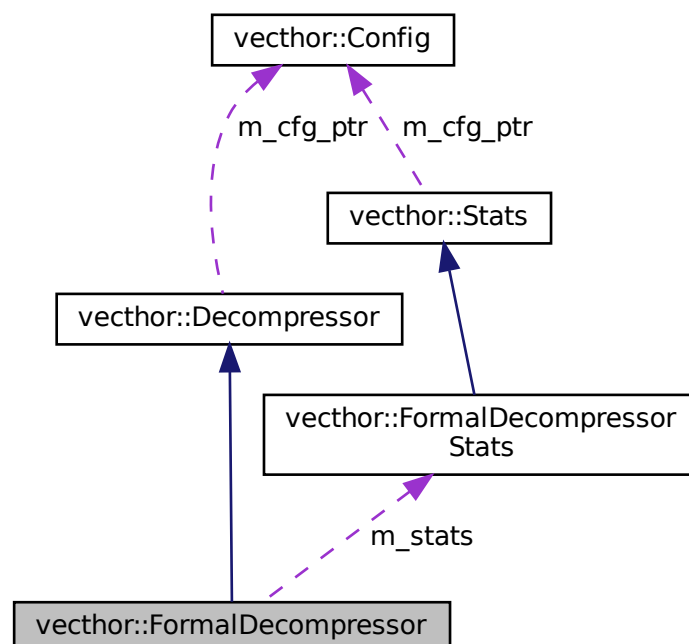 vecthor::Config
m_cfg_ptr
m_cfg_ptr
vecthor::Stats
vecthor::Decompressor
vecthor::FormalDecompressor
Stats
m_stats
vecthor::FormalDecompressor